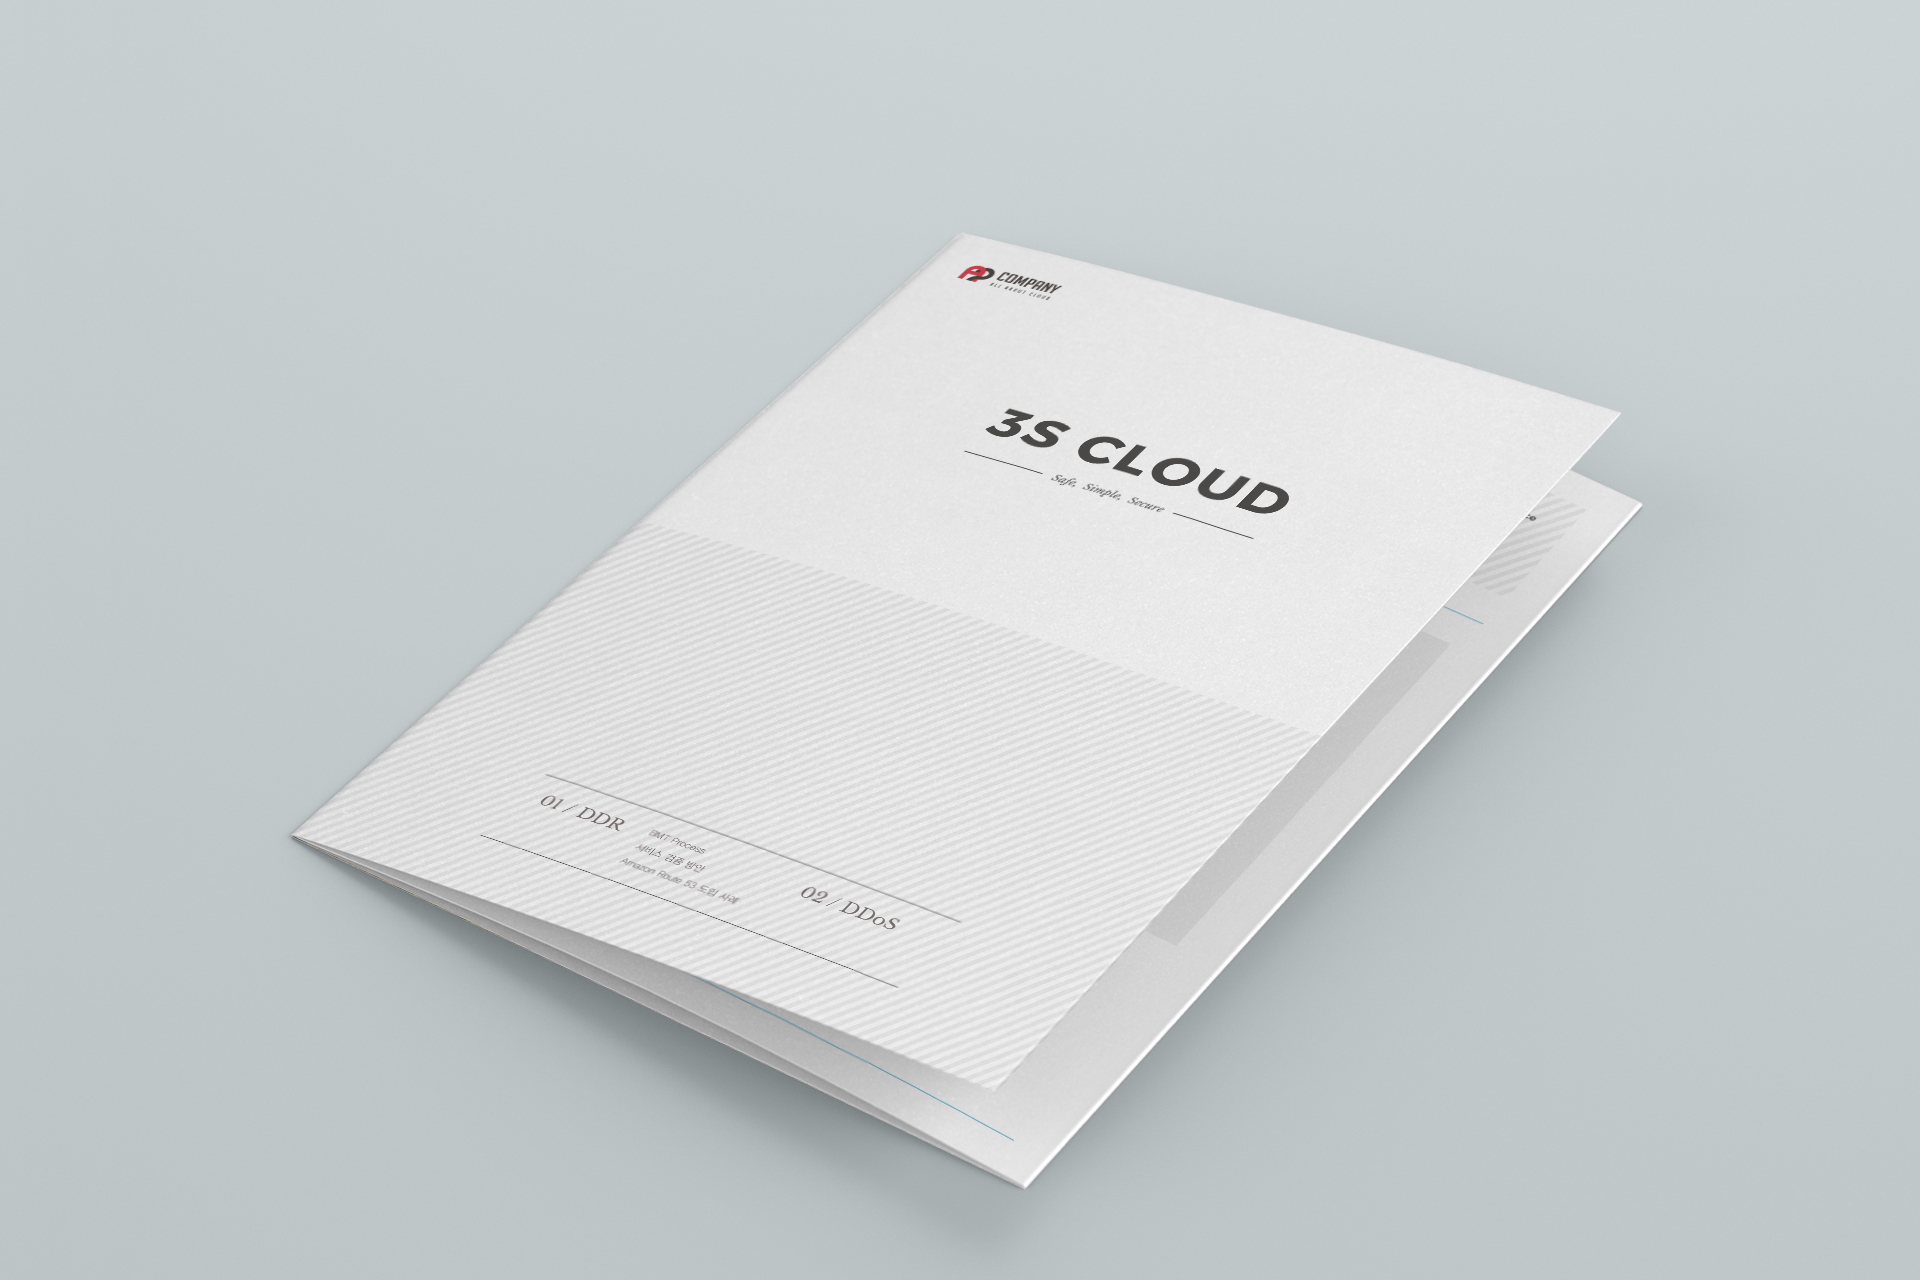 P2 COMPANY
ALL ABOUT CLOUD
3S CLOUD
Safe, Simple, Secure
01 / DDR
BMT Process
서비스 검증 방안
Amazon Route 53 도입 사례
02 / DDoS